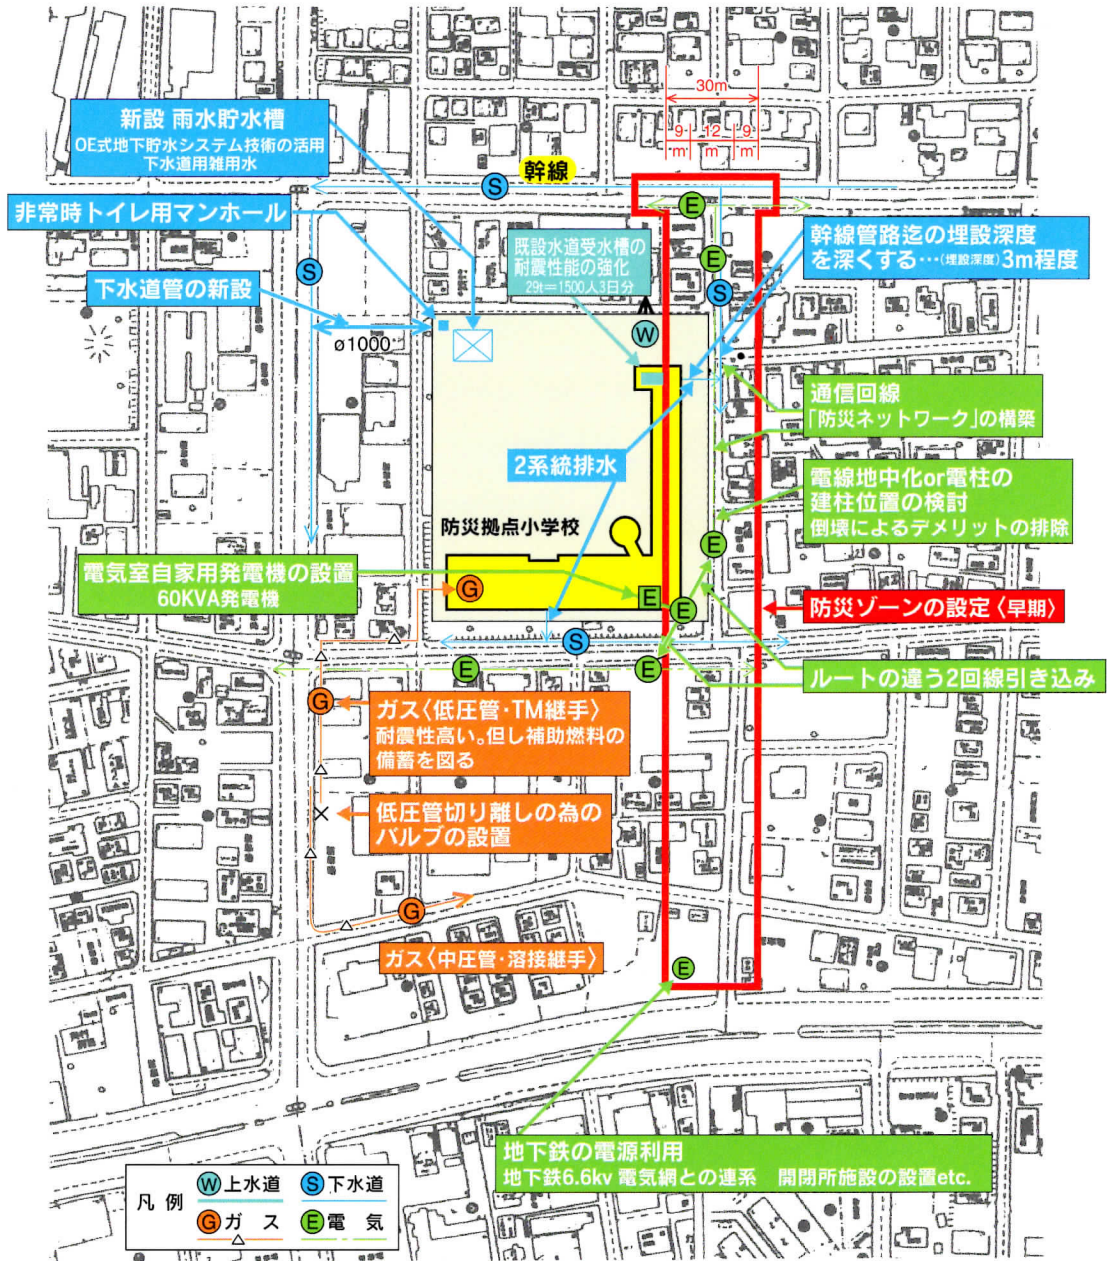 30m
9 12 9
m m m
新設 雨水貯水槽
OE式地下貯水システム技術の活用
下水道用雑用水
幹線
S
非常時トイレ用マンホール
E
既設水道受水槽の
耐震性能の強化
29t=1500人3日分
幹線管路迄の埋設深度
を深くする…(埋設深度)3m程度
S
E
S
下水道管の新設
W
ø1000
通信回線
「防災ネットワーク」の構築
2系統排水
電線地中化or電柱の
建柱位置の検討
倒壊によるデメリットの排除
防災拠点小学校
E
電気室自家用発電機の設置
60KVA発電機
G
E
E
防災ゾーンの設定〈早期〉
S
E
E
ルートの違う2回線引き込み
G
ガス〈低圧管・TM継手〉
耐震性高い。但し補助燃料の
備蓄を図る
低圧管切り離しの為の
バルブの設置
G
ガス〈中圧管・溶接継手〉
E
地下鉄の電源利用
地下鉄6.6kv 電気網との連系 開閉所施設の設置etc.
凡例
W 上水道
S 下水道
G ガス
E 電気